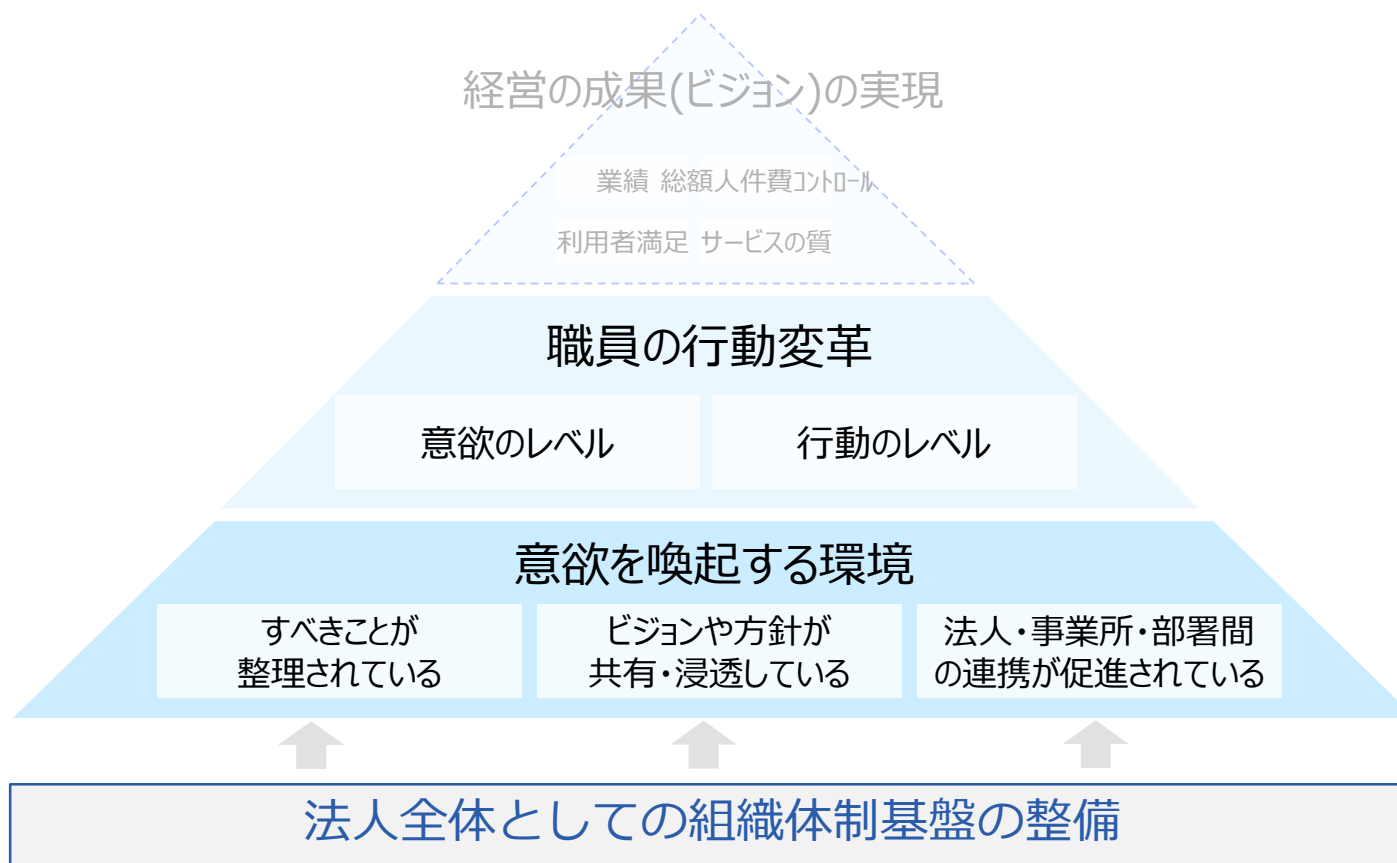 経営の成果(ビジョン)の実現
業績 総額人件費ｺﾝﾄﾛｰﾙ
利用者満足 サービスの質
職員の行動変革
意欲のレベル 行動のレベル
意欲を喚起する環境
すべきことが
整理されている
ビジョンや方針が
共有・浸透している
法人・事業所・部署間
の連携が促進されている
法人全体としての組織体制基盤の整備